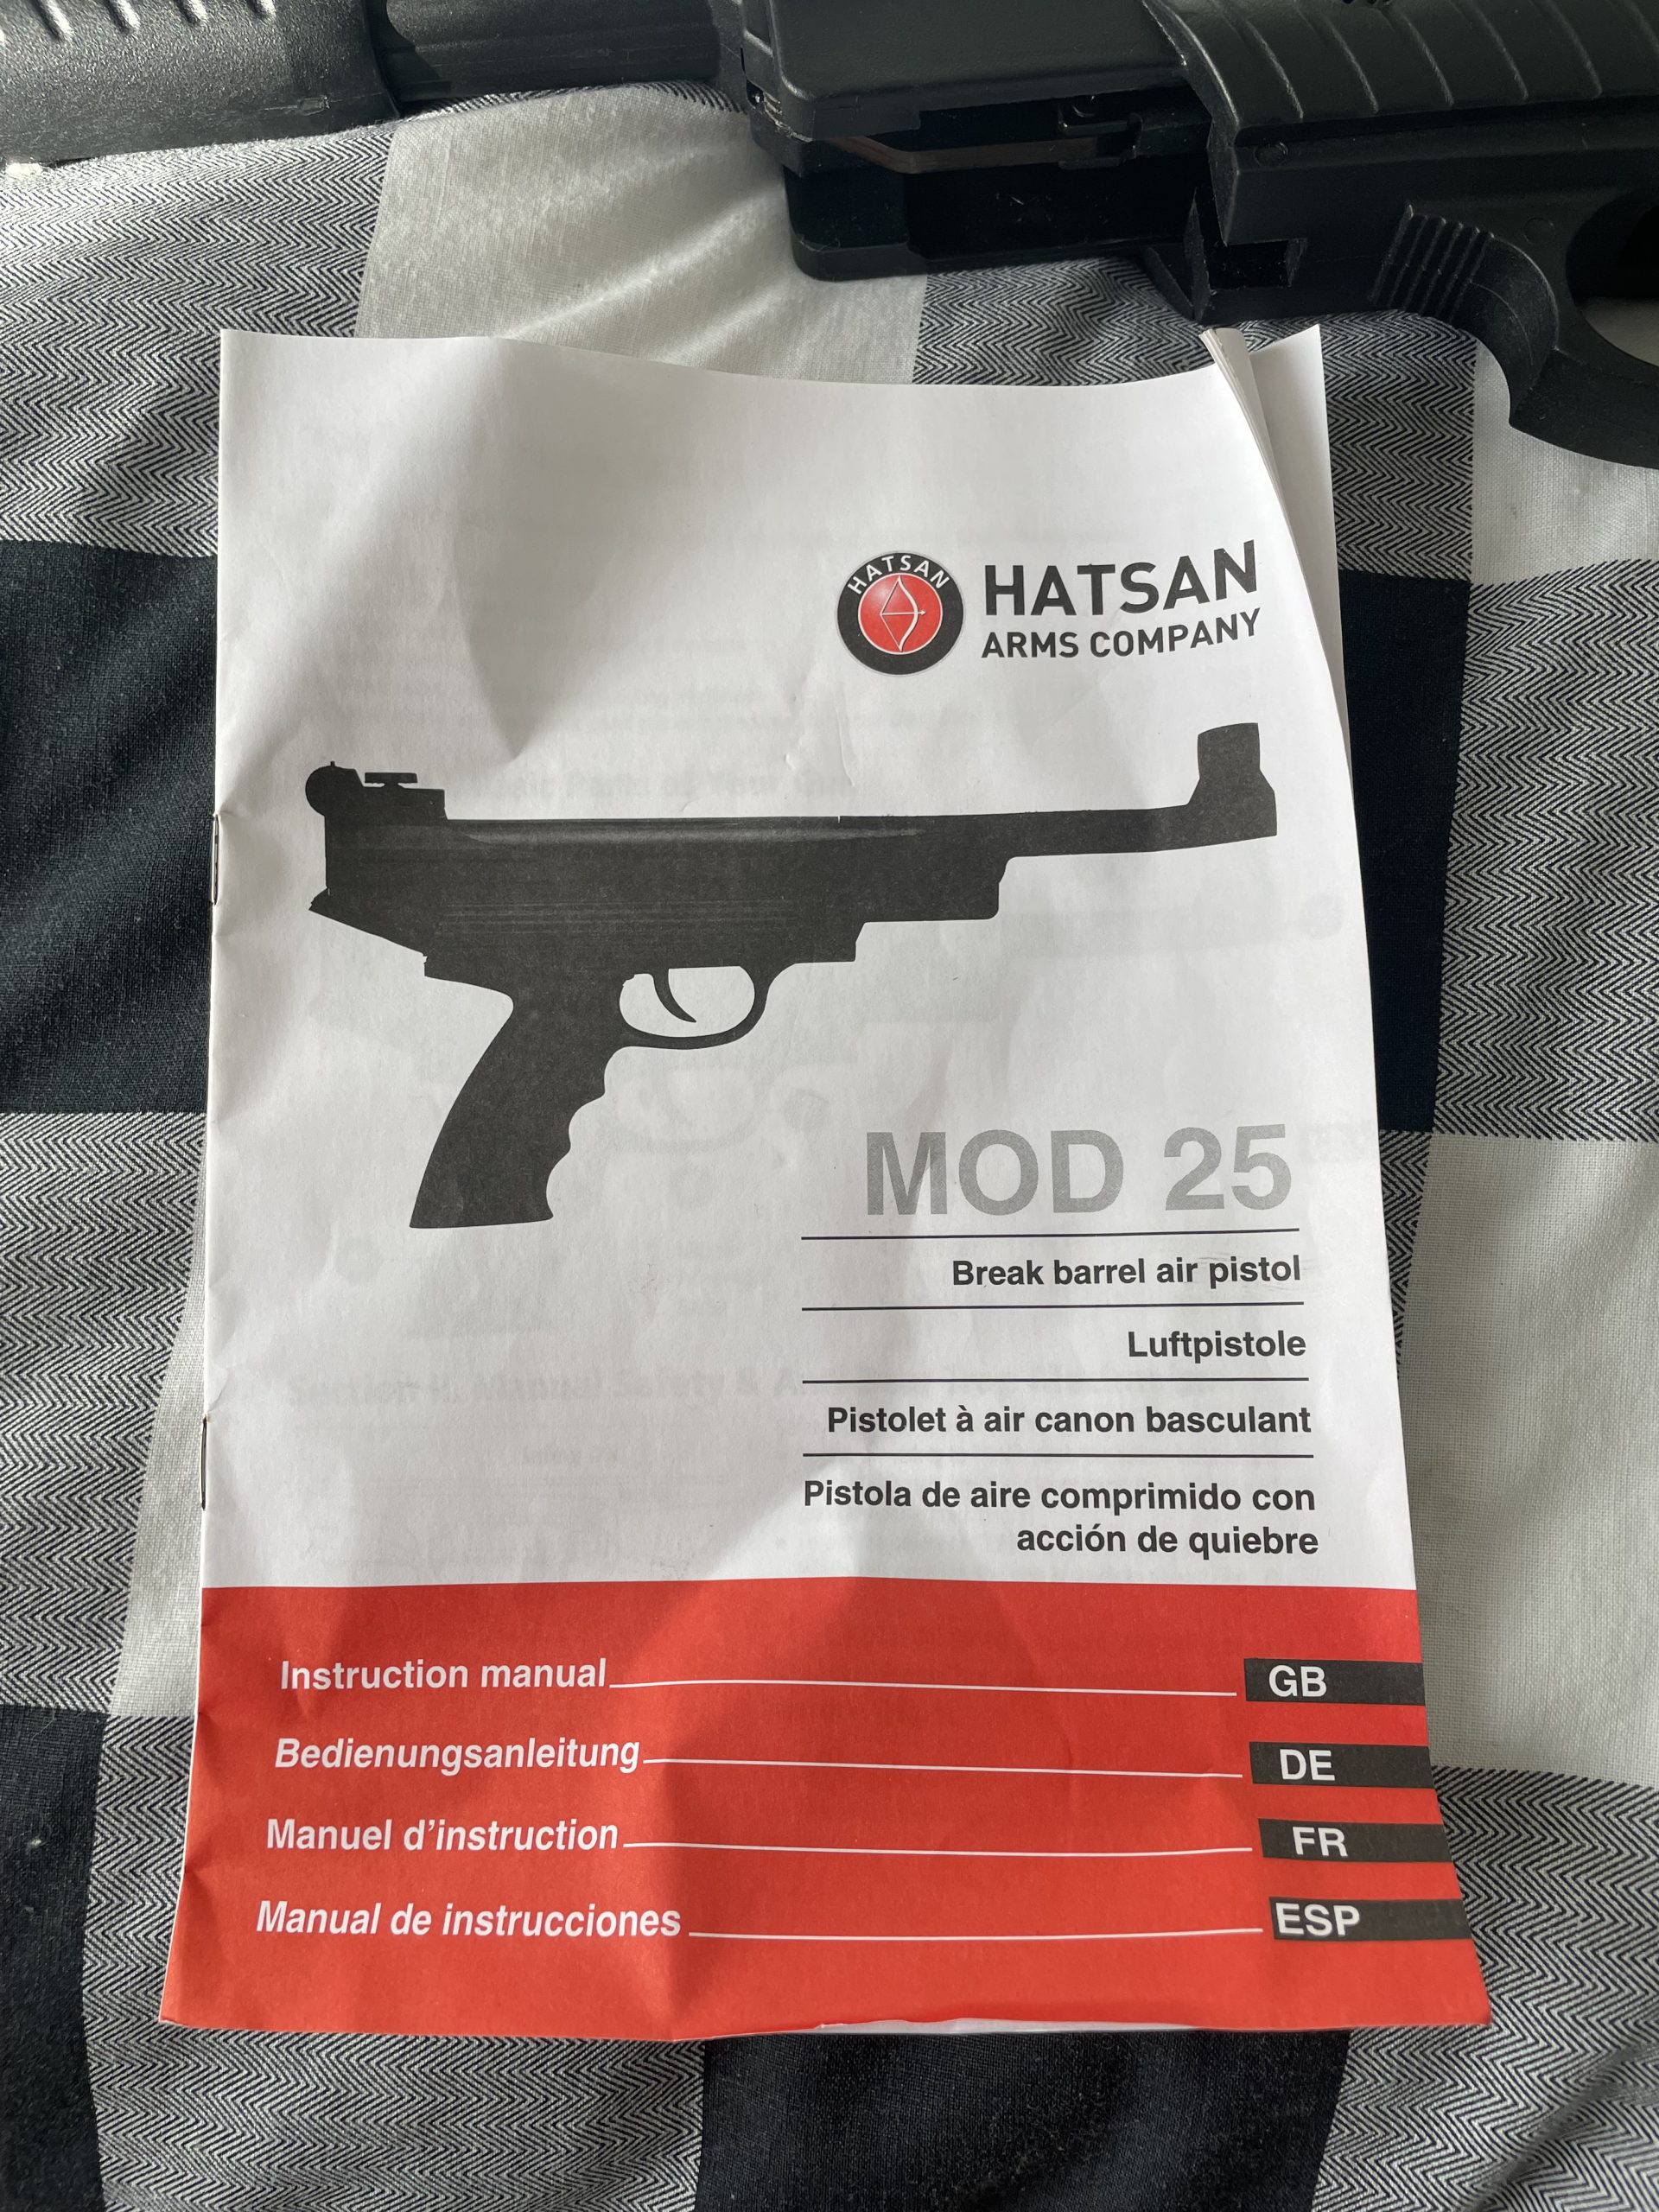 HATSAN
HATSAN
ARMS COMPANY
MOD 25
Break barrel air pistol
Luftpistole
Pistolet à air canon basculant
Pistola de aire comprimido con
acción de quiebre
Instruction manual GB
Bedienungsanleitung DE
Manuel d’instruction FR
Manual de instrucciones ESP